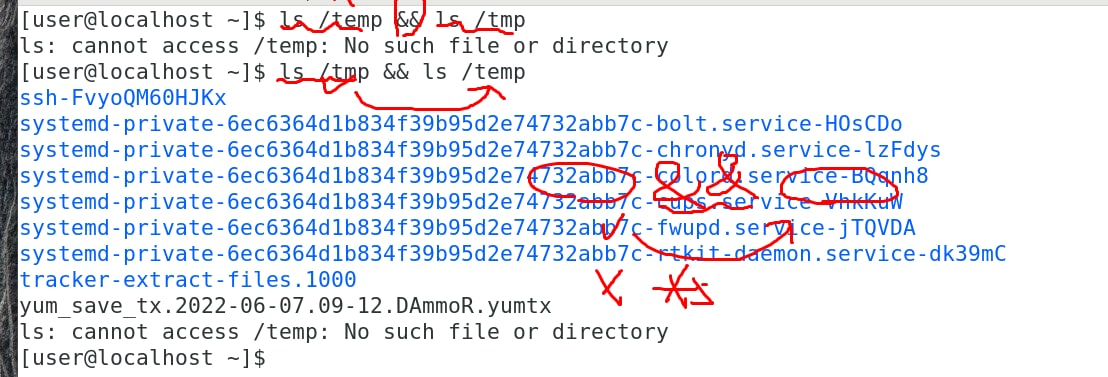 [user@localhost ~]$ ls /temp && ls /tmp
ls: cannot access /temp: No such file or directory
[user@localhost ~]$ ls /tmp && ls /temp
ssh-FvyoQM60HJKx
systemd-private-6ec6364d1b834f39b95d2e74732abb7c-bolt.service-HOsCDo
systemd-private-6ec6364d1b834f39b95d2e74732abb7c-chronyd.service-lzFdys
systemd-private-6ec6364d1b834f39b95d2e74732abb7c-colord.service-BQqnh8
systemd-private-6ec6364d1b834f39b95d2e74732abb7c-cups.service-VhkKuW
systemd-private-6ec6364d1b834f39b95d2e74732abb7c-fwupd.service-jTQVDA
systemd-private-6ec6364d1b834f39b95d2e74732abb7c-rtkit-daemon.service-dk39mC
tracker-extract-files.1000
yum_save_tx.2022-06-07.09-12.DAmmoR.yumtx
ls: cannot access /temp: No such file or directory
[user@localhost ~]$
&&